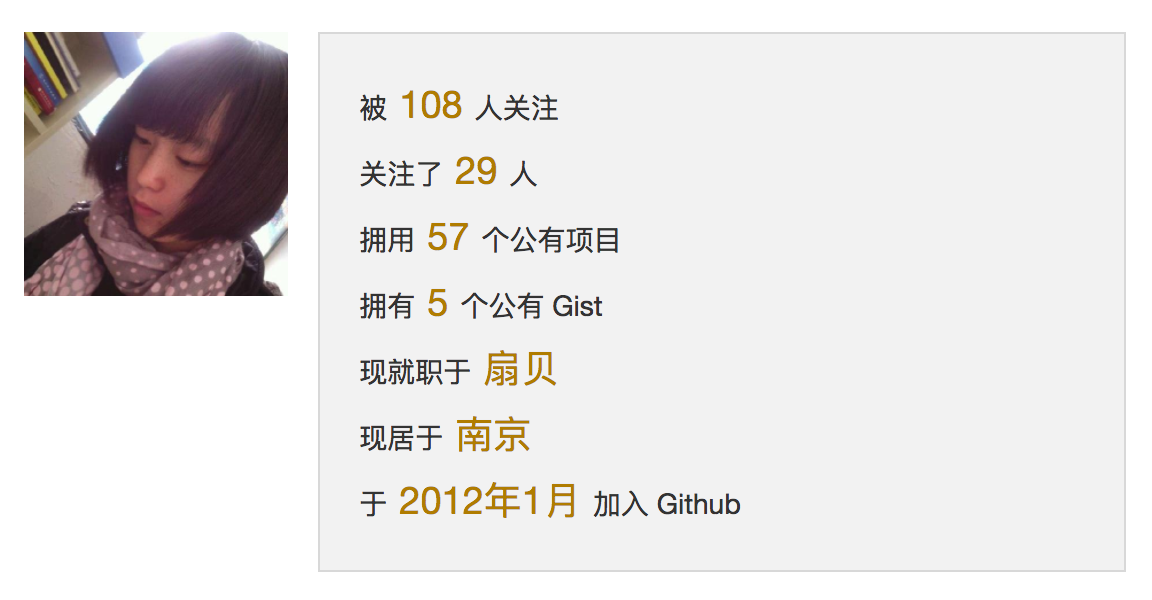 被 108 人关注
关注了 29 人
拥用 57 个公有项目
拥有 5 个公有 Gist
现就职于 扇贝
现居于 南京
于 2012年1月 加入 Github